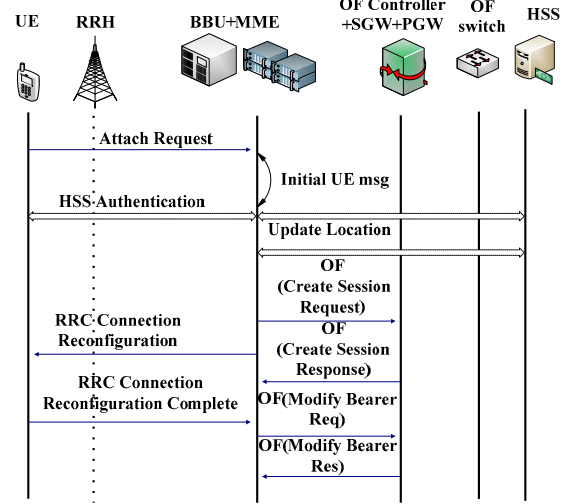 UE
RRH
BBU+MME
OF Controller
+SGW+PGW
OF
switch
HSS
Attach Request
Initial UE msg
HSS Authentication
Update Location
OF
(Create Session
Request)
RRC Connection
Reconfiguration
OF
(Create Session
Response)
RRC Connection
Reconfiguration Complete
OF(Modify Bearer
Req)
OF(Modify Bearer
Res)